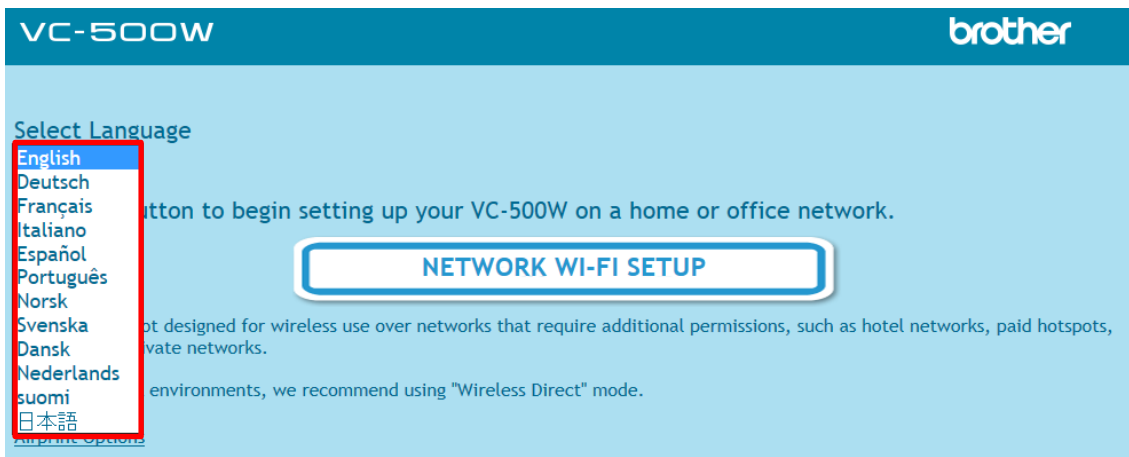 VC-500W brother
Select Language
English
Deutsch
Français
utton to begin setting up your VC-500W on a home or office network.
Italiano
Español
NETWORK WI-FI SETUP
Português
Norsk
Svenska
ot designed for wireless use over networks that require additional permissions, such as hotel networks, paid hotspots,
Dansk
vate networks.
Nederlands
environments, we recommend using "Wireless Direct" mode.
suomi
日本語
Airprint Options